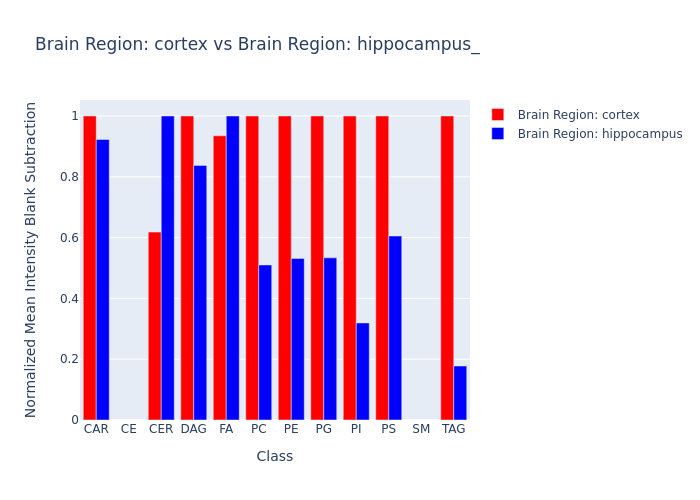 Brain Region: cortex vs Brain Region: hippocampus_
Normalized Mean Intensity Blank Subtraction
1
0.8
0.6
0.4
0.2
0
CAR CE CER DAG FA PC PE PG PI PS SM TAG
Class
Brain Region: cortex
Brain Region: hippocampus